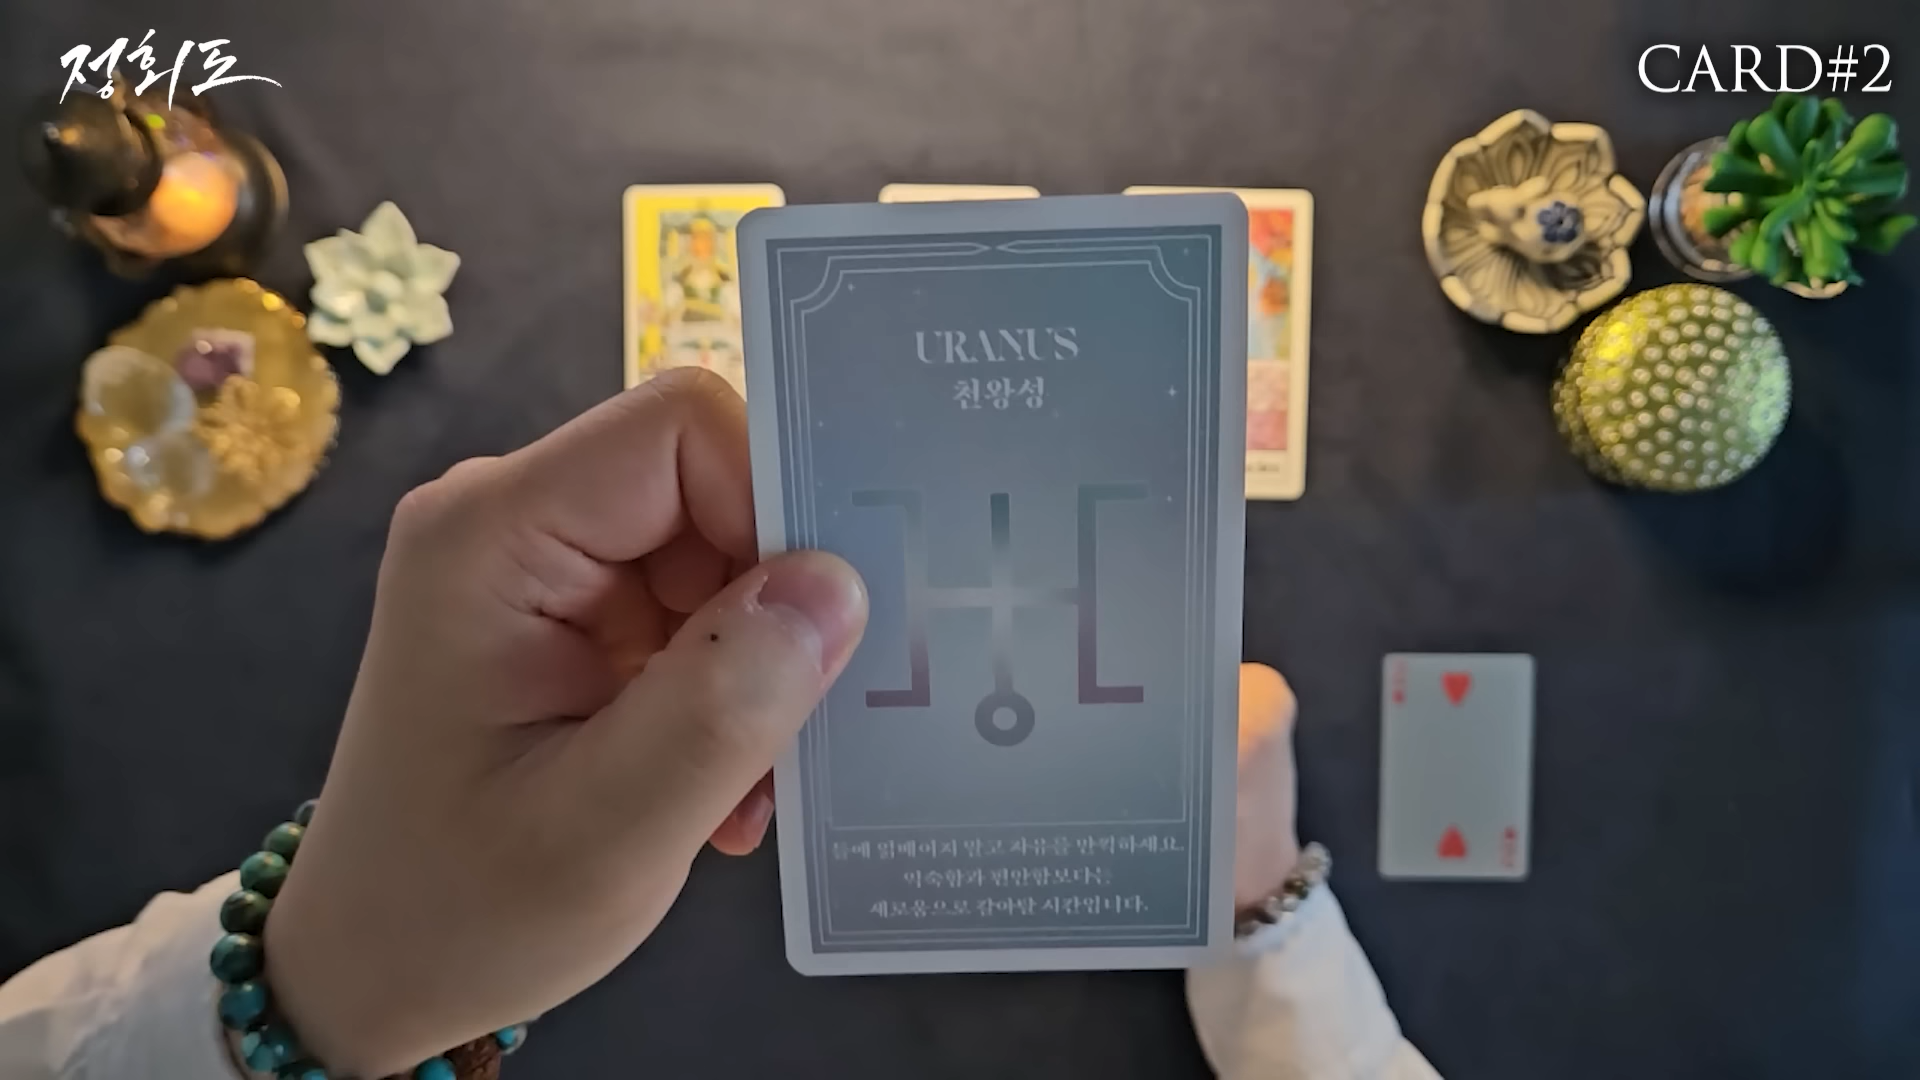 정회도
CARD#2
URANUS
천왕성
틀에 얽매이지 말고 자유를 만끽하세요.
익숙함과 편안함보다는
새로움으로 갈아탈 시간입니다.